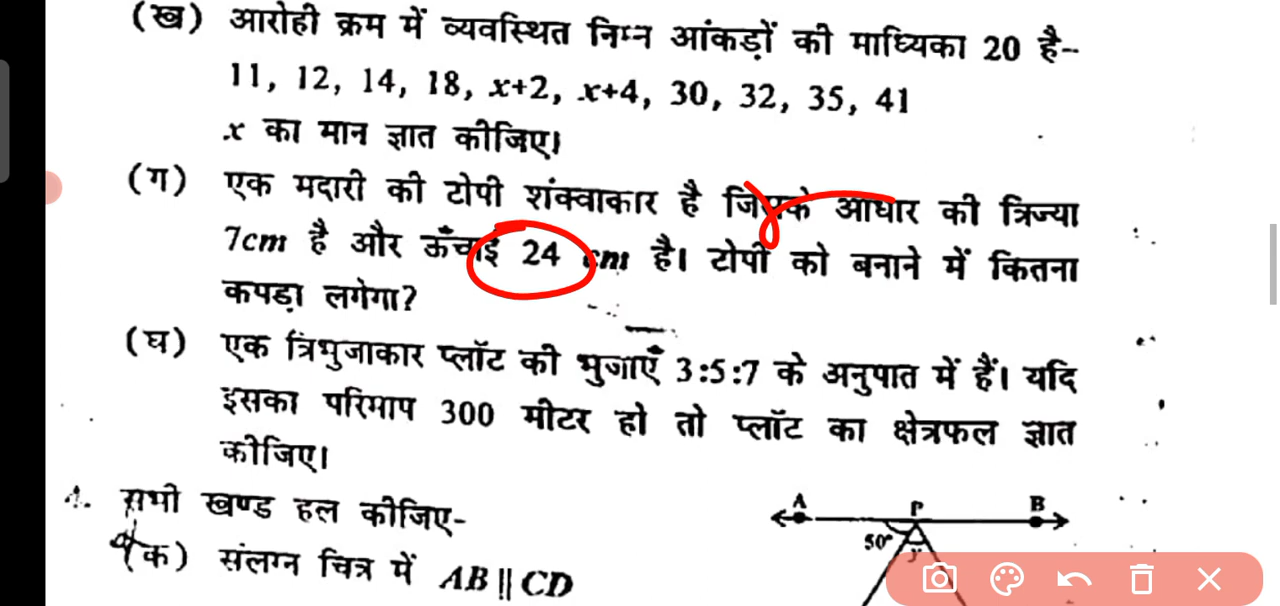 (ख) आरोही क्रम में व्यवस्थित निम्न आंकड़ों की माध्यिका 20 है--
11, 12, 14, 18, x+2, x+4, 30, 32, 35, 41
x का मान ज्ञात कीजिए।
(ग) एक मदारी की टोपी शंक्वाकार है जिसके आधार की त्रिज्या
7cm है और ऊँचाई 24 cm है। टोपी को बनाने में कितना
कपड़ा लगेगा?
(घ) एक त्रिभुजाकार प्लॉट की भुजाएँ 3:5:7 के अनुपात में हैं। यदि
इसका परिमाप 300 मीटर हो तो प्लॉट का क्षेत्रफल ज्ञात
कीजिए।
4. सभी खण्ड हल कीजिए-
A P B
50°
y
(क) संलग्न चित्र में AB || CD